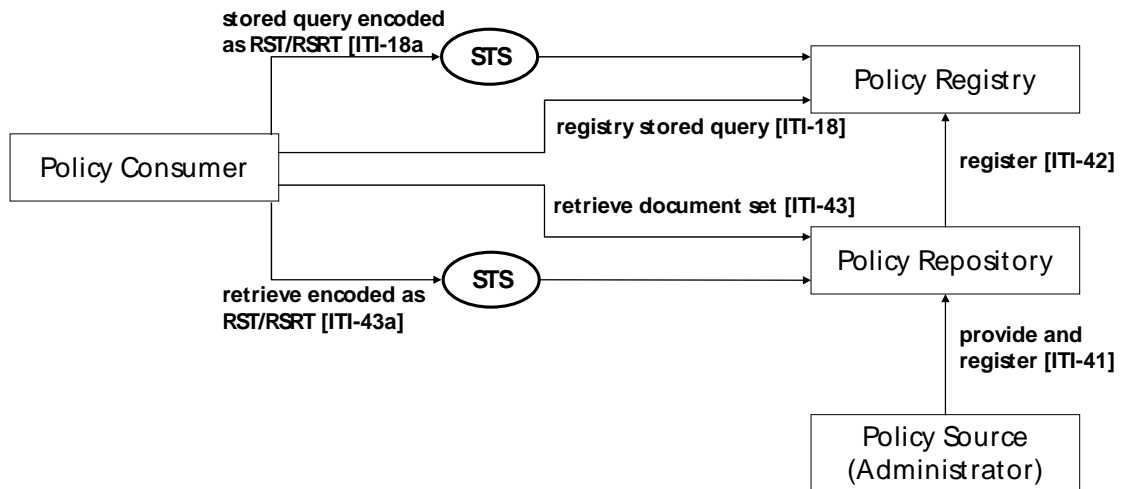 stored query encoded
as RST/RSRT [ITI-18a
STS
Policy Registry
registry stored query [ITI-18]
Policy Consumer
register [ITI-42]
retrieve document set [ITI-43]
STS
Policy Repository
retrieve encoded as
RST/RSRT [ITI-43a]
provide and
register [ITI-41]
Policy Source
(Administrator)